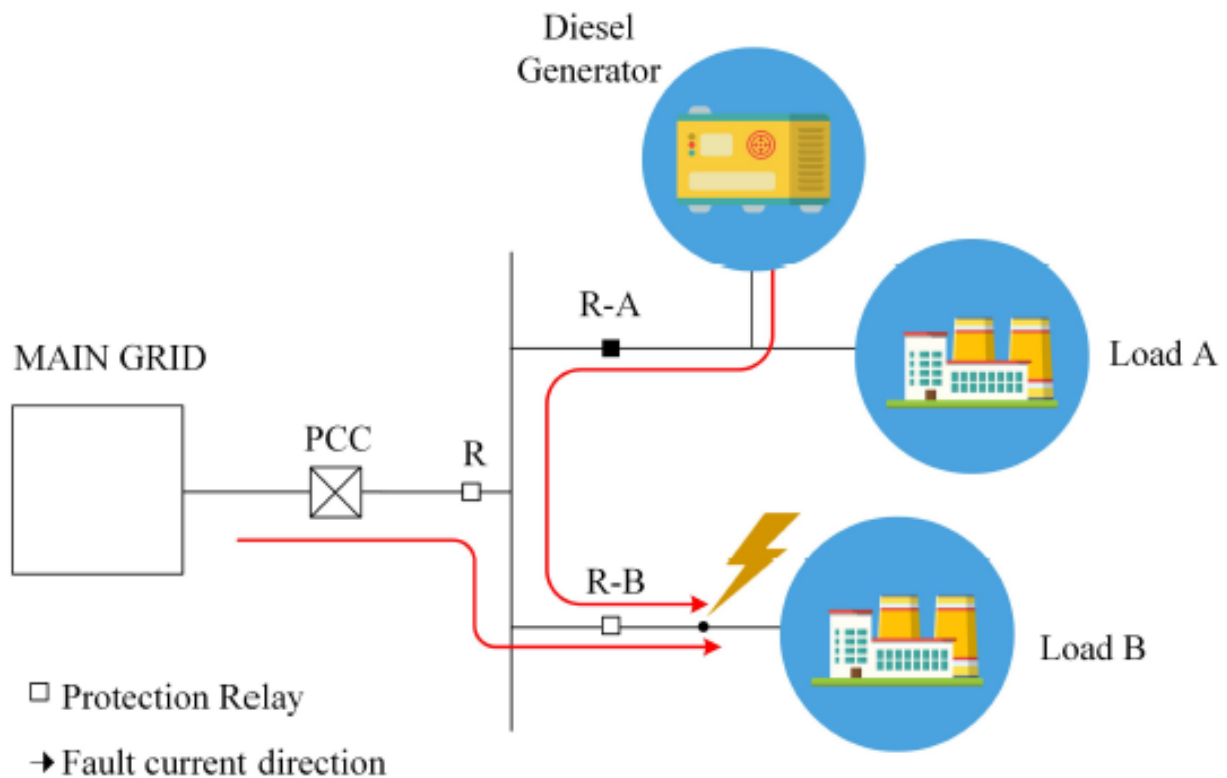 Diesel
Generator
R-A
MAIN GRID
Load A
PCC
R
R-B
Load B
Protection Relay
Fault current direction